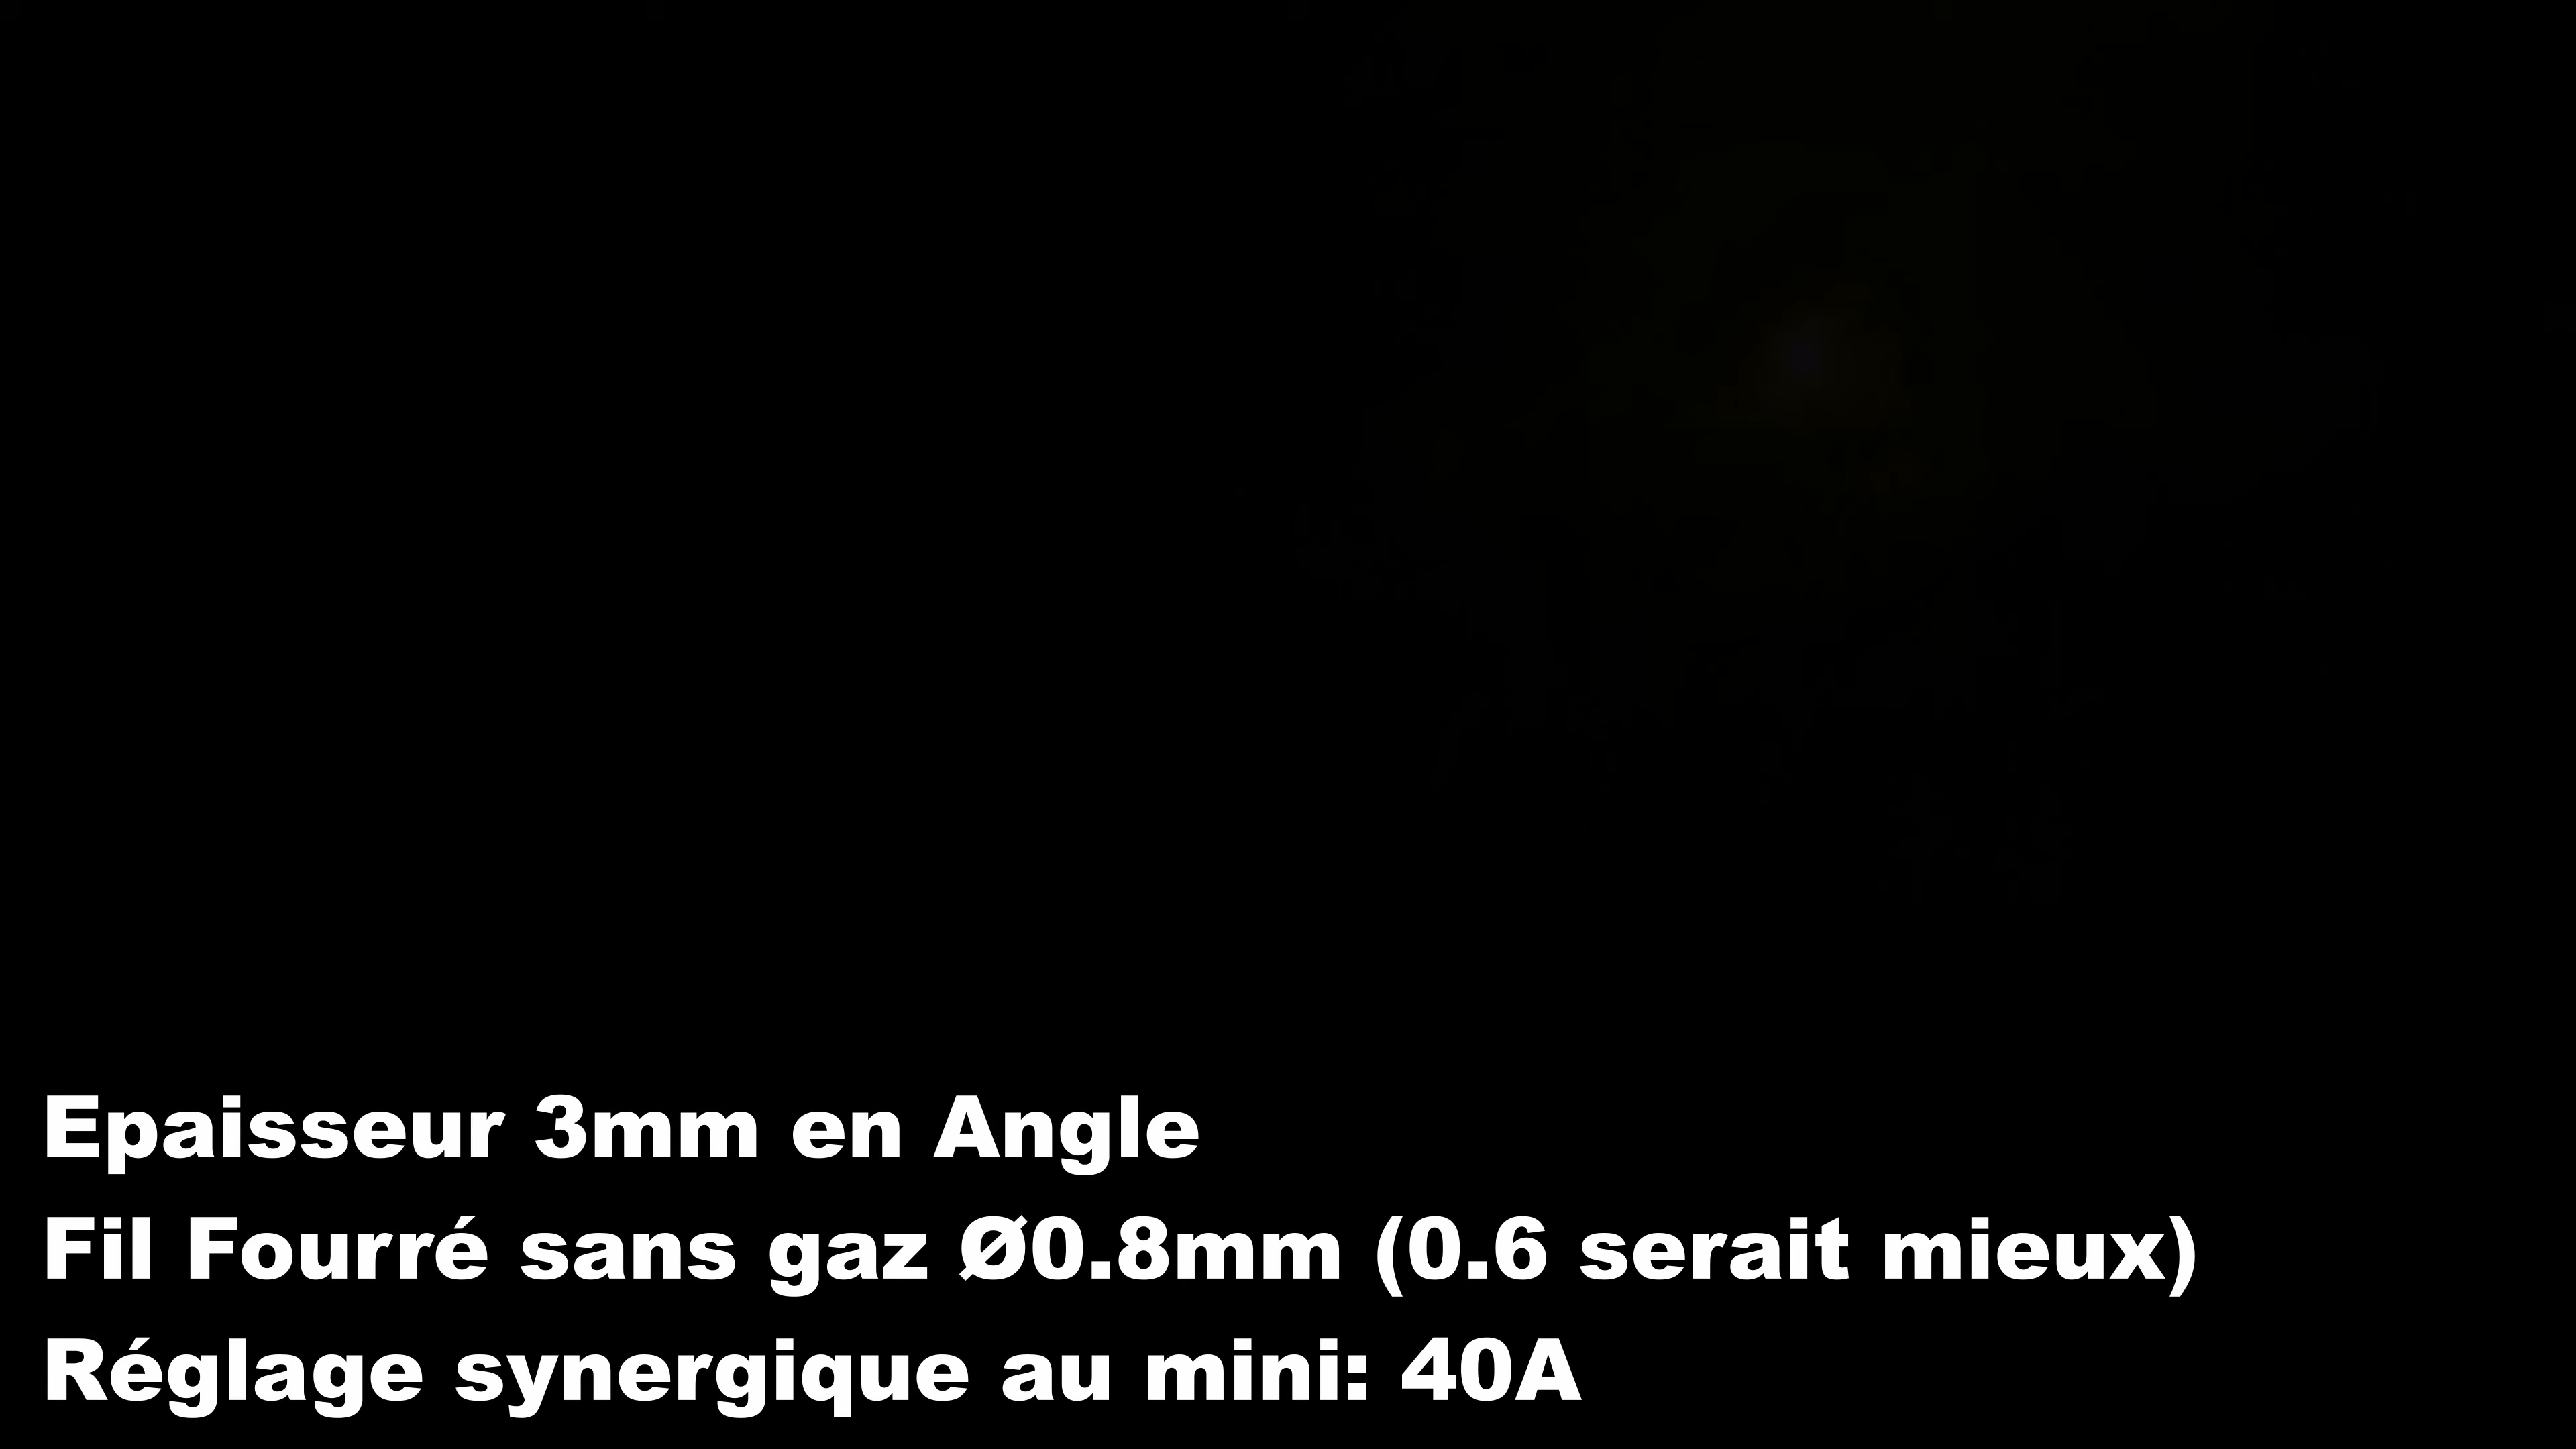 Epaisseur 3mm en Angle
Fil Fourré sans gaz Ø0.8mm (0.6 serait mieux)
Réglage synergique au mini: 40A